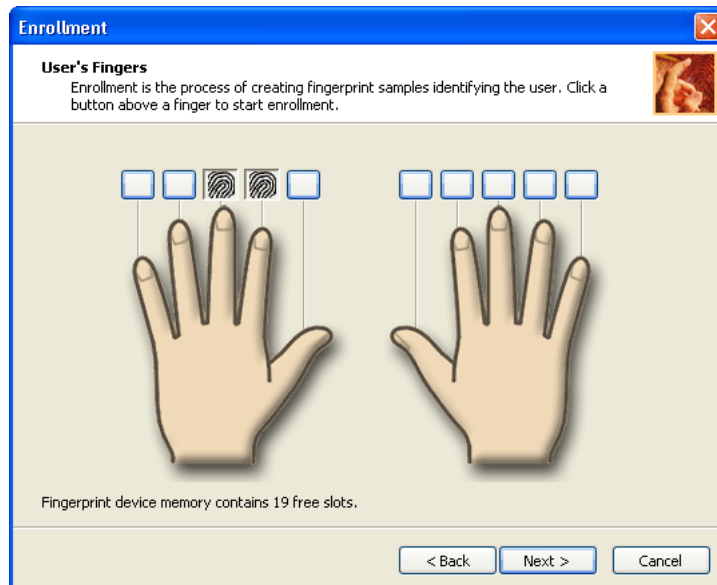 Enrollment
User's Fingers
Enrollment is the process of creating fingerprint samples identifying the user. Click a
button above a finger to start enrollment.
Fingerprint device memory contains 19 free slots.
< Back
Next >
Cancel